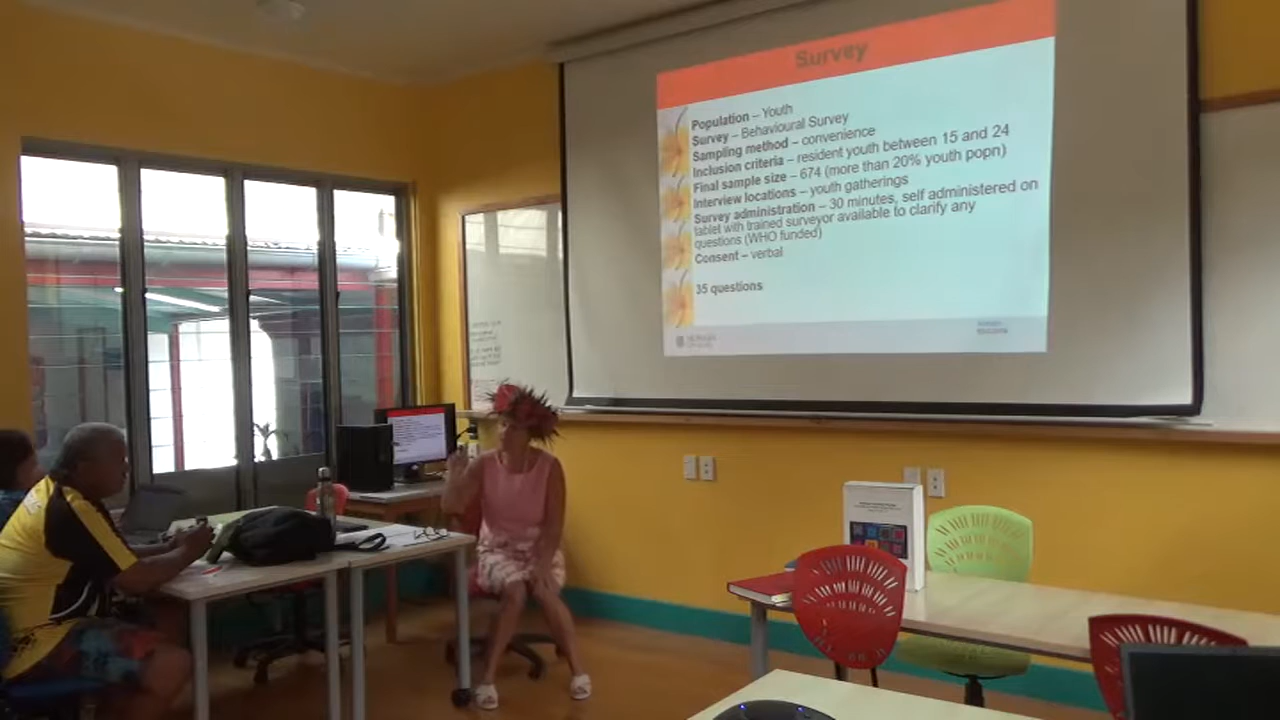 Survey
Population – Youth
Survey – Behavioural Survey
Sampling method – convenience
Inclusion criteria – resident youth between 15 and 24
Final sample size – 674 (more than 20% youth popn)
Interview locations – youth gatherings
Survey administration – 30 minutes, self administered on
tablet with trained surveyor available to clarify any
questions (WHO funded)
Consent – verbal
35 questions